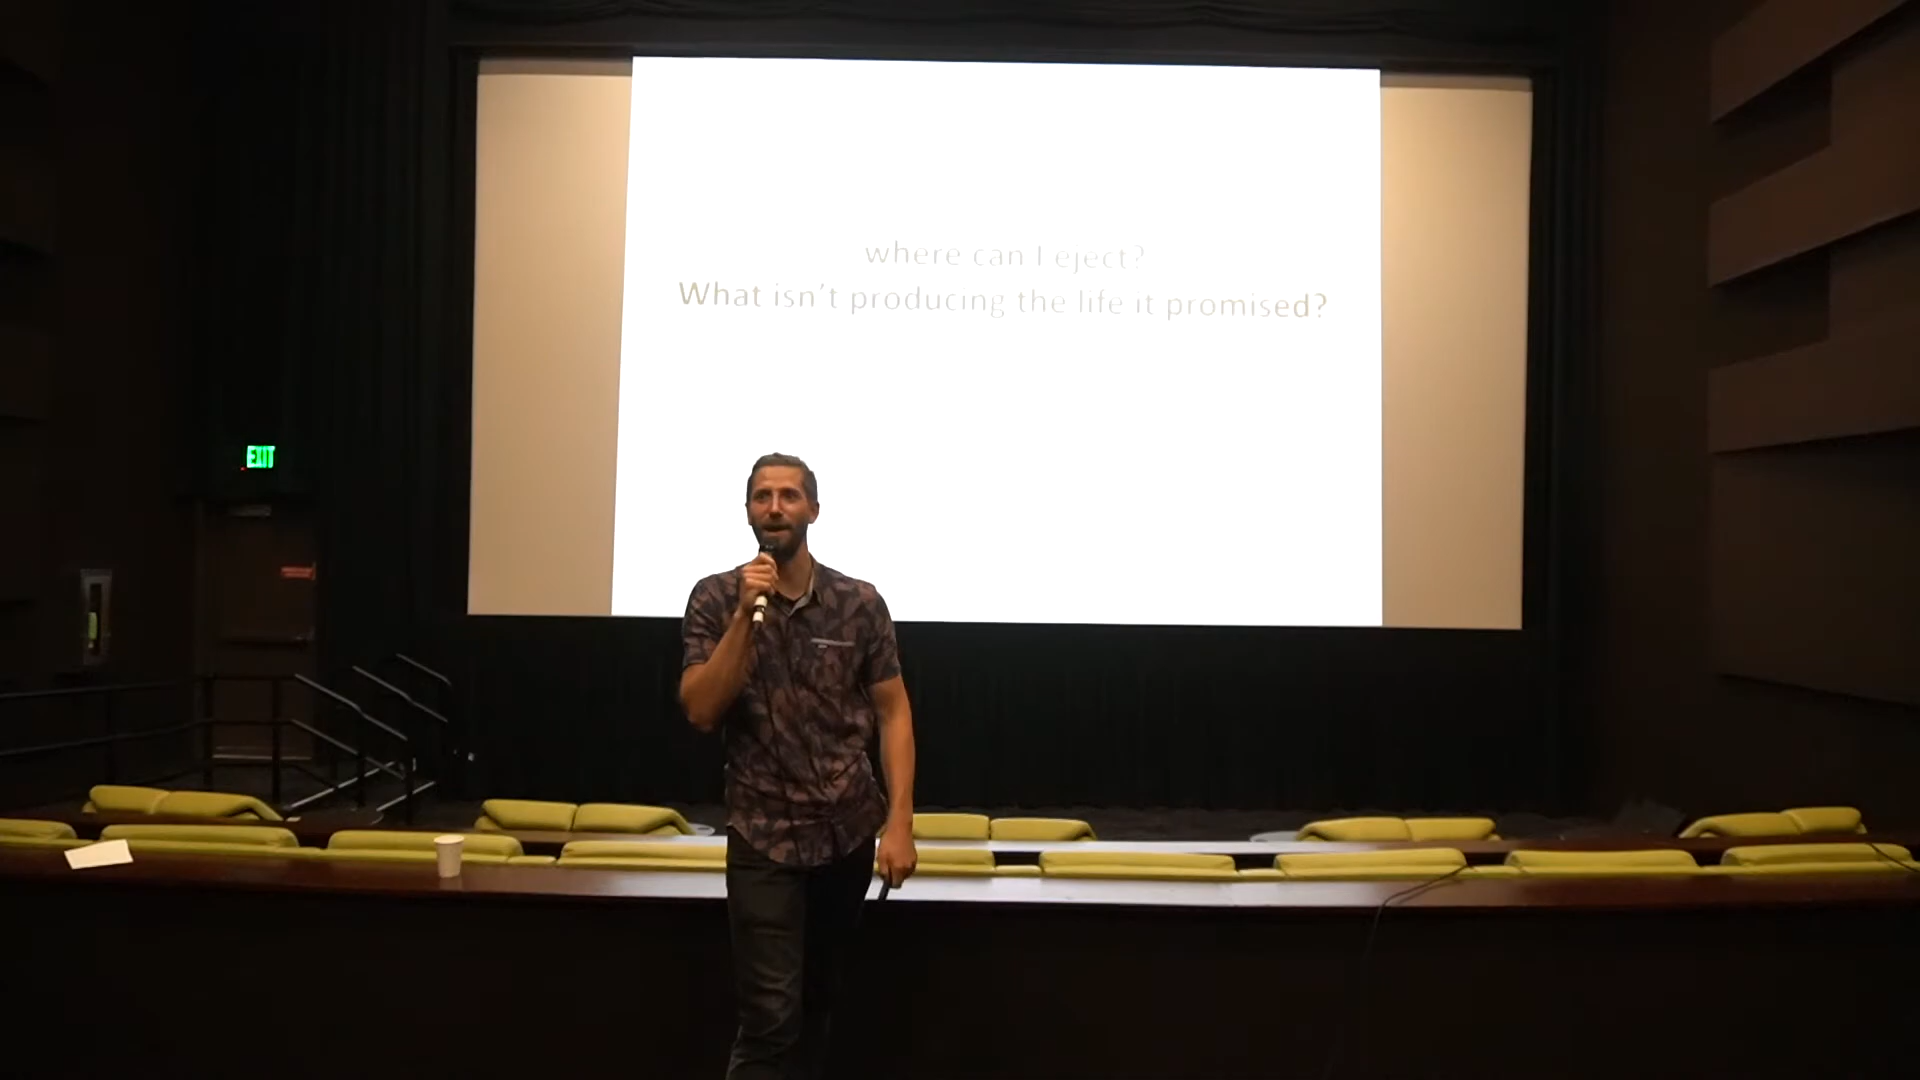 where can I eject?
What isn't producing the life it promised?
EXIT